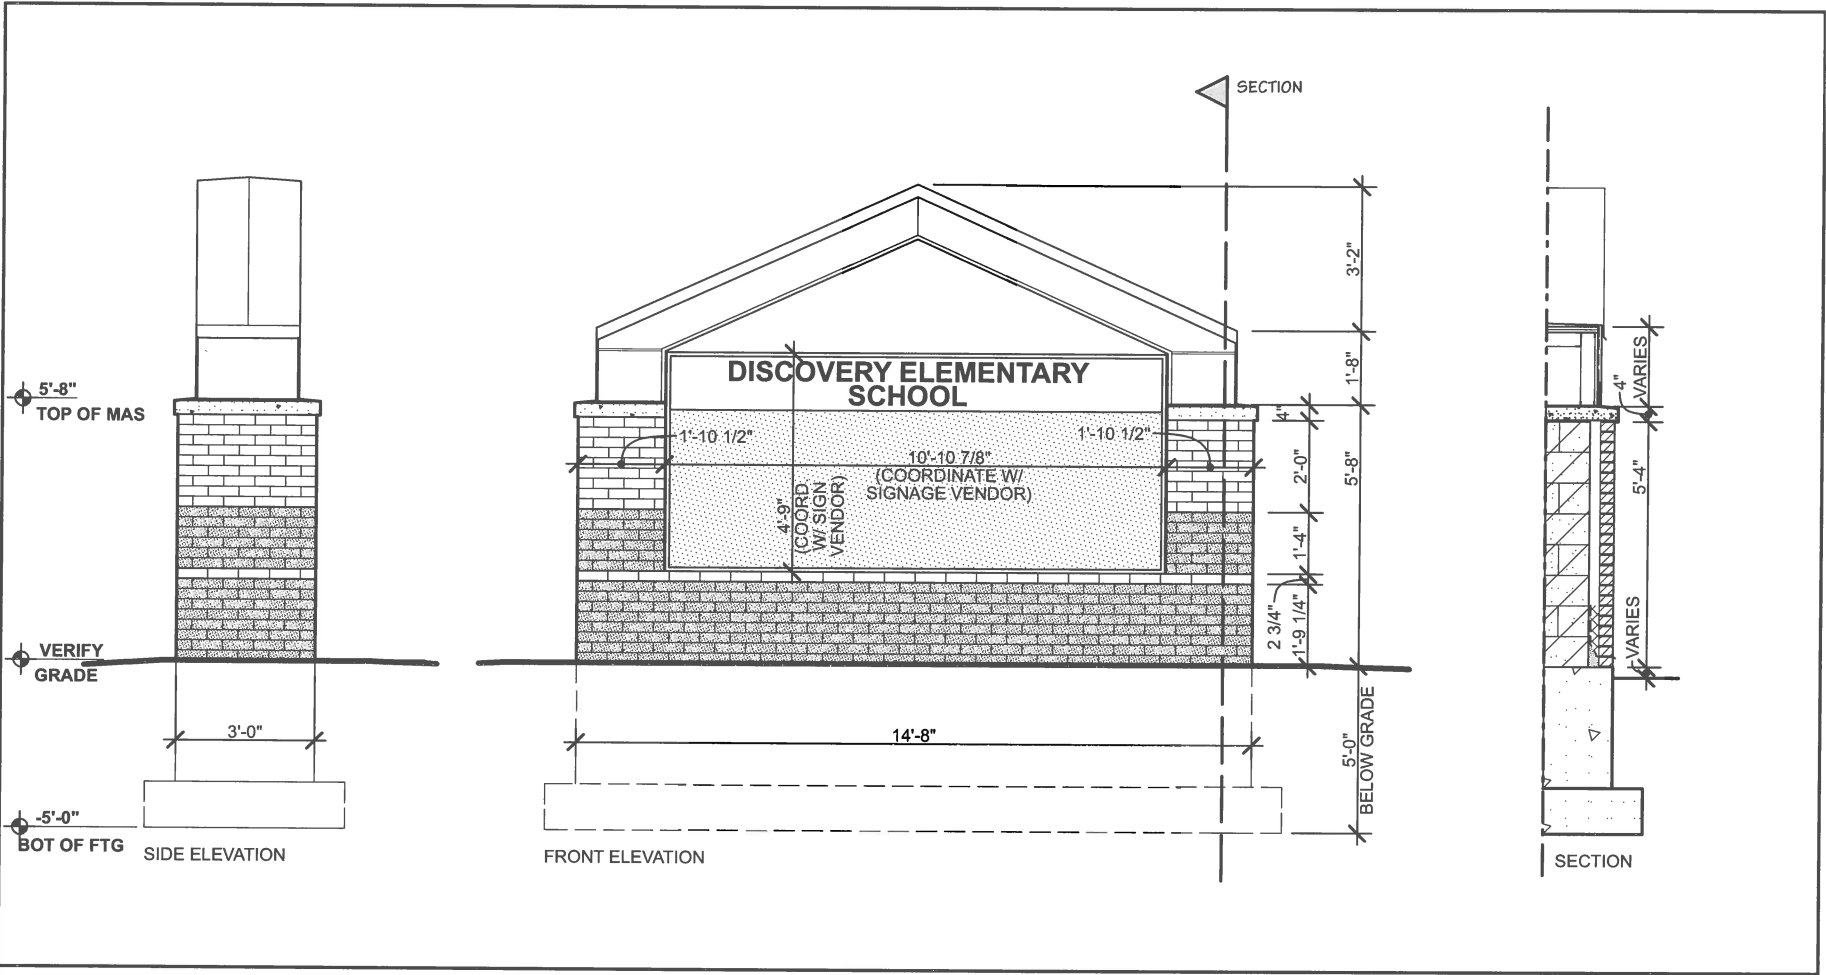 SECTION
3'-2"
DISCOVERY ELEMENTARY
SCHOOL
1'-8"
VARIES
4"
5'-8"
TOP OF MAS
4"
1'-10 1/2"
1'-10 1/2"
10'-10 7/8"
(COORDINATE W/
SIGNAGE VENDOR)
4'-9"
(COORD
W/ SIGN
VENDOR)
2'-0"
5'-8"
5'-4"
1'-4"
2 3/4"
1'-9 1/4"
VARIES
VERIFY
GRADE
3'-0"
14'-8"
5'-0"
BELOW GRADE
-5'-0"
BOT OF FTG
SIDE ELEVATION
FRONT ELEVATION
SECTION